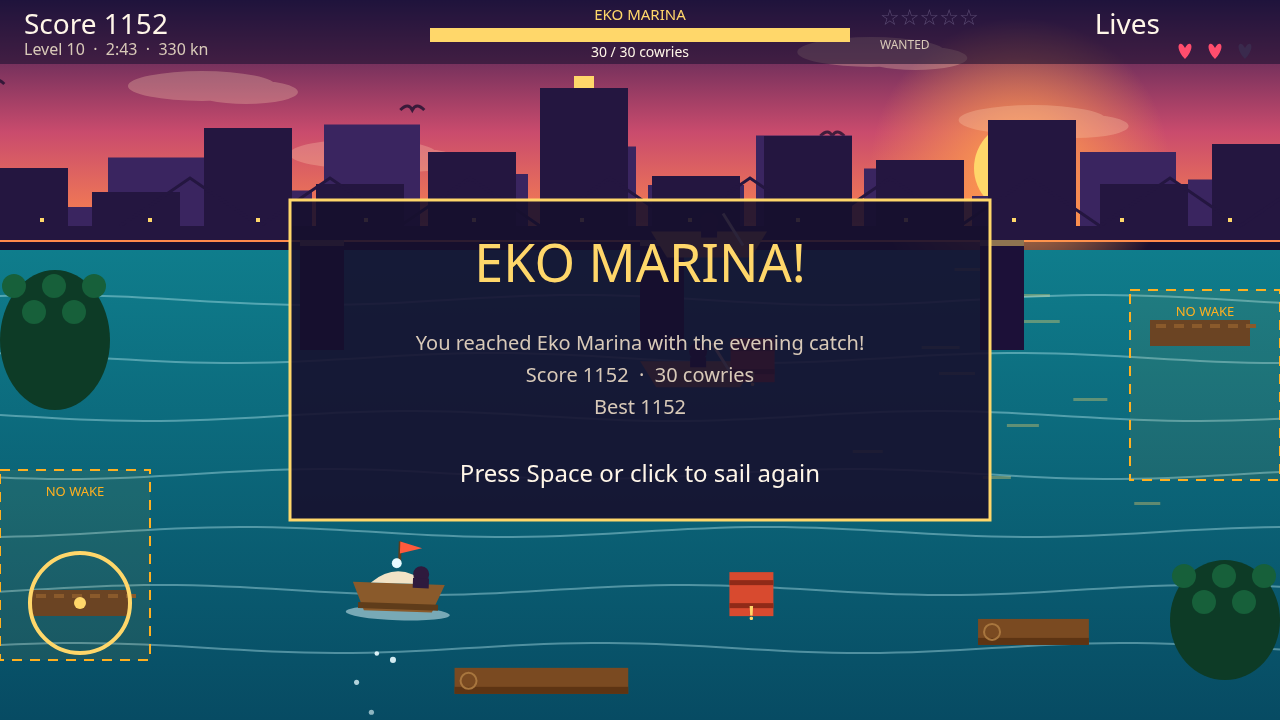 Score 1152
Level 10 · 2:43 · 330 kn
EKO MARINA
30 / 30 cowries
☆☆☆☆☆
WANTED
Lives
NO WAKE
EKO MARINA!
You reached Eko Marina with the evening catch!
Score 1152 · 30 cowries
Best 1152
Press Space or click to sail again
NO WAKE
!